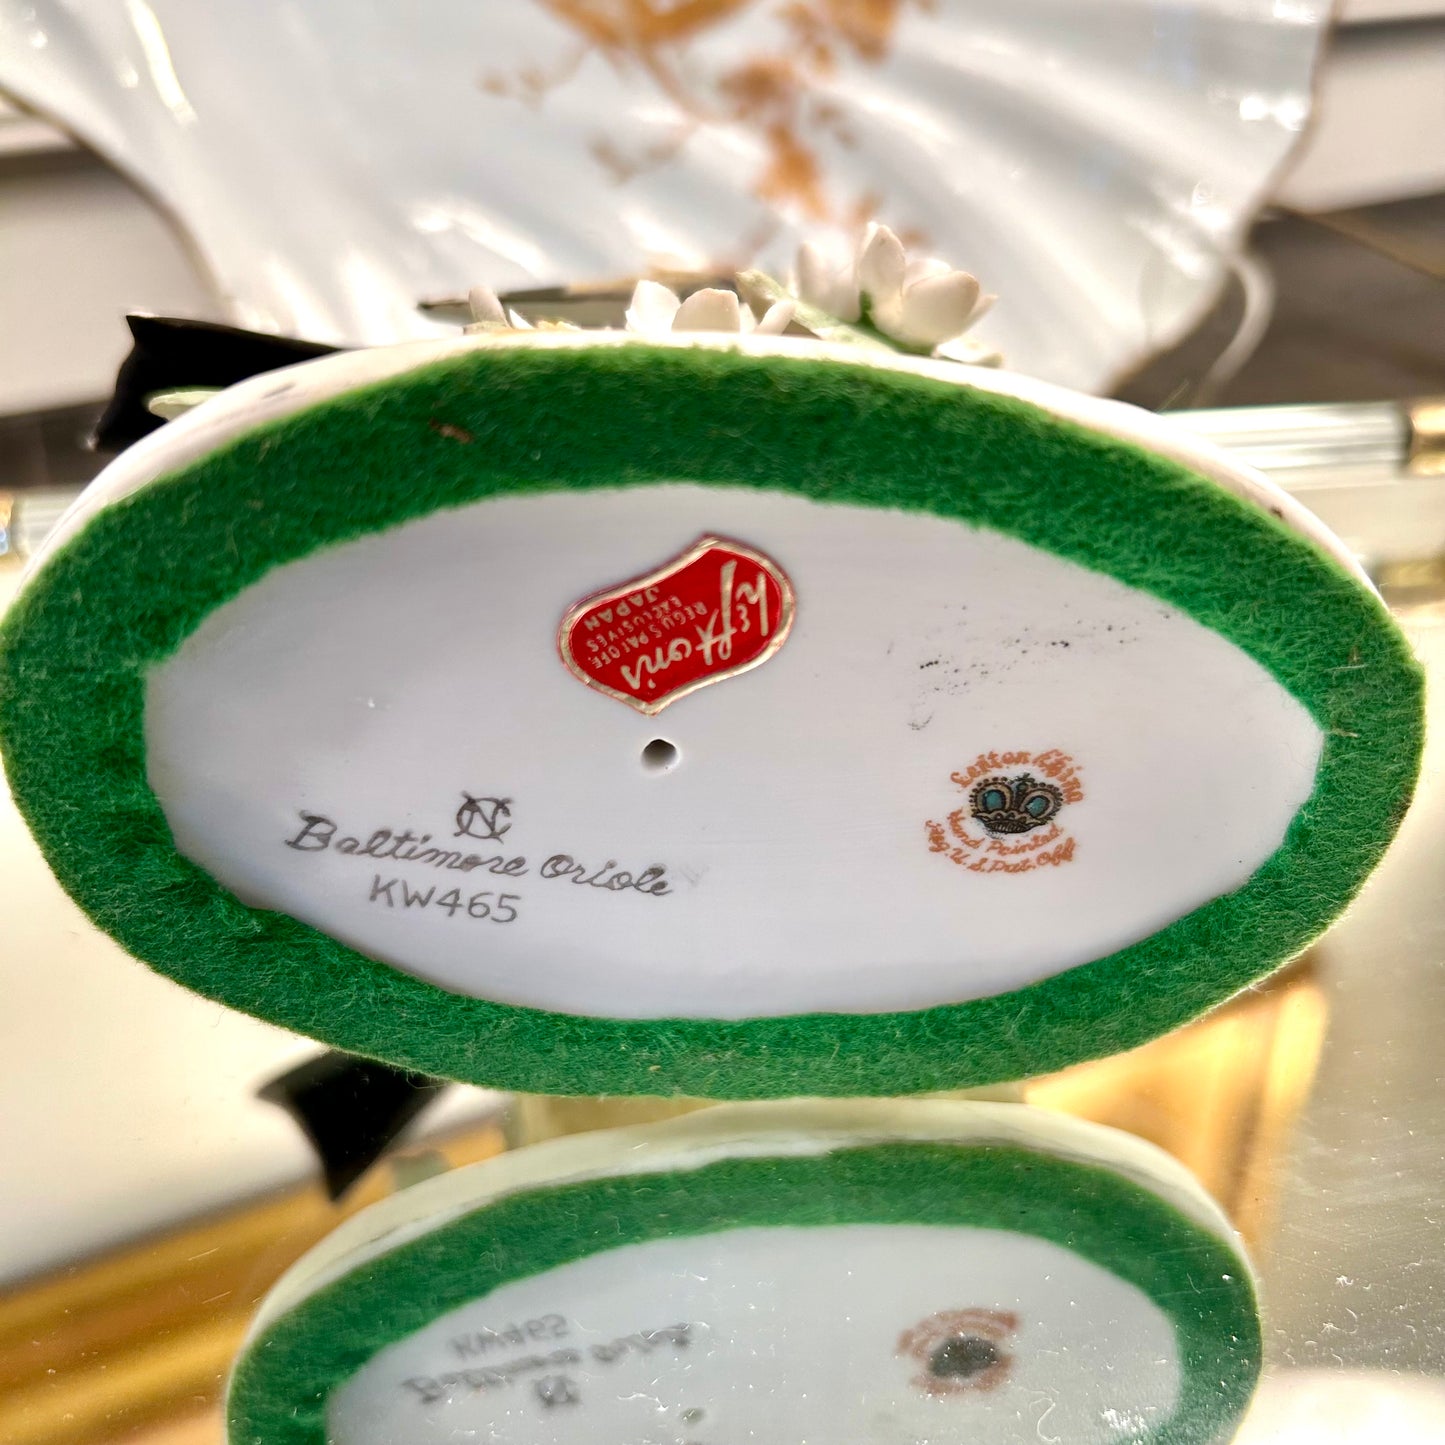 Lefton's
REG U.S PAT OFF.
EXCLUSIVES
JAPAN
NC
Baltimore Oriole
KW465
Lefton China
Hand Painted
Reg. U.S. Pat. Off